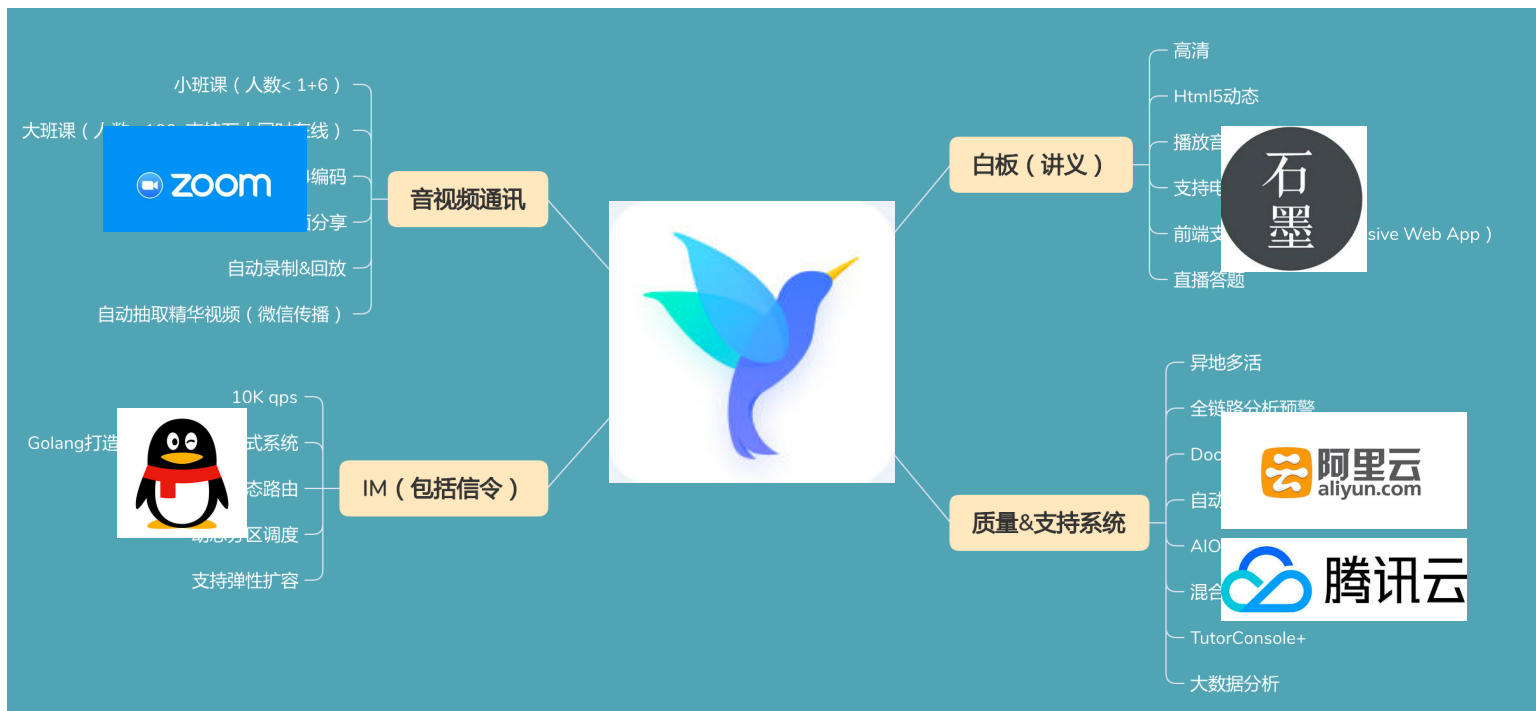 小班课（人数< 1+6 ）
大班课（人
线）
zoom
编码
分享
自动录制&回放
自动抽取精华视频（微信传播）
音视频通讯
10K qps
Golang打造
式系统
态路由
区调度
支持弹性扩容
IM（包括信令）
高清
Html5动态
播放音
支持电
前端支
sive Web App）
直播答题
石墨
白板（讲义）
异地多活
全链路分析预警
Doc
自动
AIO
混合
TutorConsole+
大数据分析
阿里云
aliyun.com
腾讯云
质量&支持系统